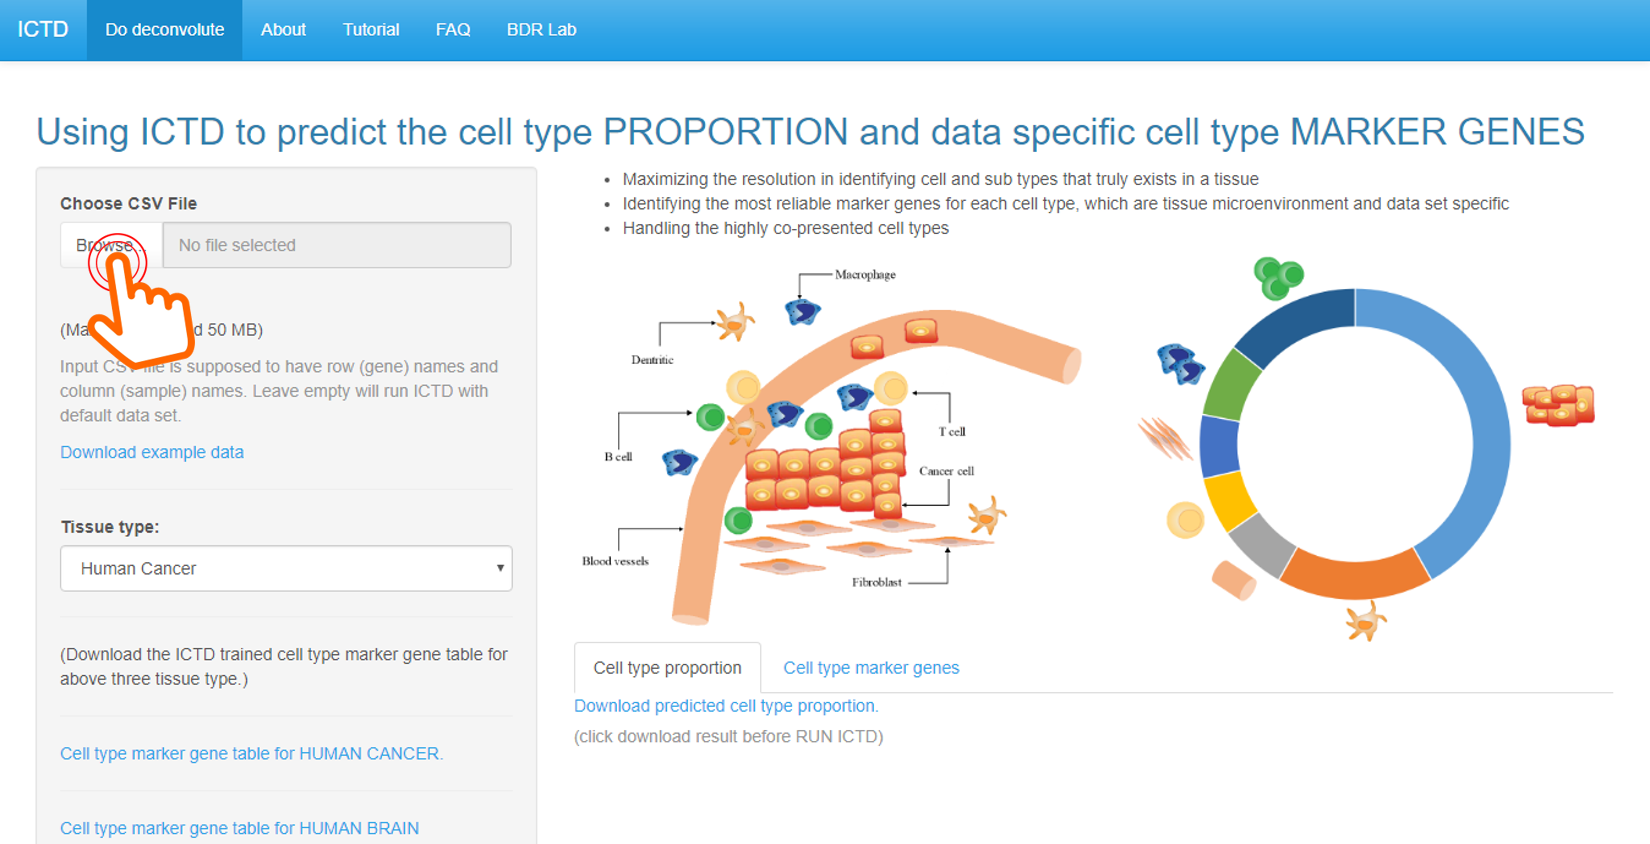 ICTD Do deconvolute About Tutorial FAQ BDR Lab
Using ICTD to predict the cell type PROPORTION and data specific cell type MARKER GENES
Choose CSV File
Browse... No file selected
50 MB)
Input CSV file is supposed to have row (gene) names and
column (sample) names. Leave empty will run ICTD with
default data set.
Download example data
Tissue type:
Human Cancer
(Download the ICTD trained cell type marker gene table for
above three tissue type.)
Cell type marker gene table for HUMAN CANCER.
Cell type marker gene table for HUMAN BRAIN
• Maximizing the resolution in identifying cell and sub types that truly exists in a tissue
• Identifying the most reliable marker genes for each cell type, which are tissue microenvironment and data set specific
• Handling the highly co-presented cell types
Macrophage
Dentritic
T cell
B cell
Cancer cell
Blood vessels
Fibroblast
Cell type proportion Cell type marker genes
Download predicted cell type proportion.
(click download result before RUN ICTD)